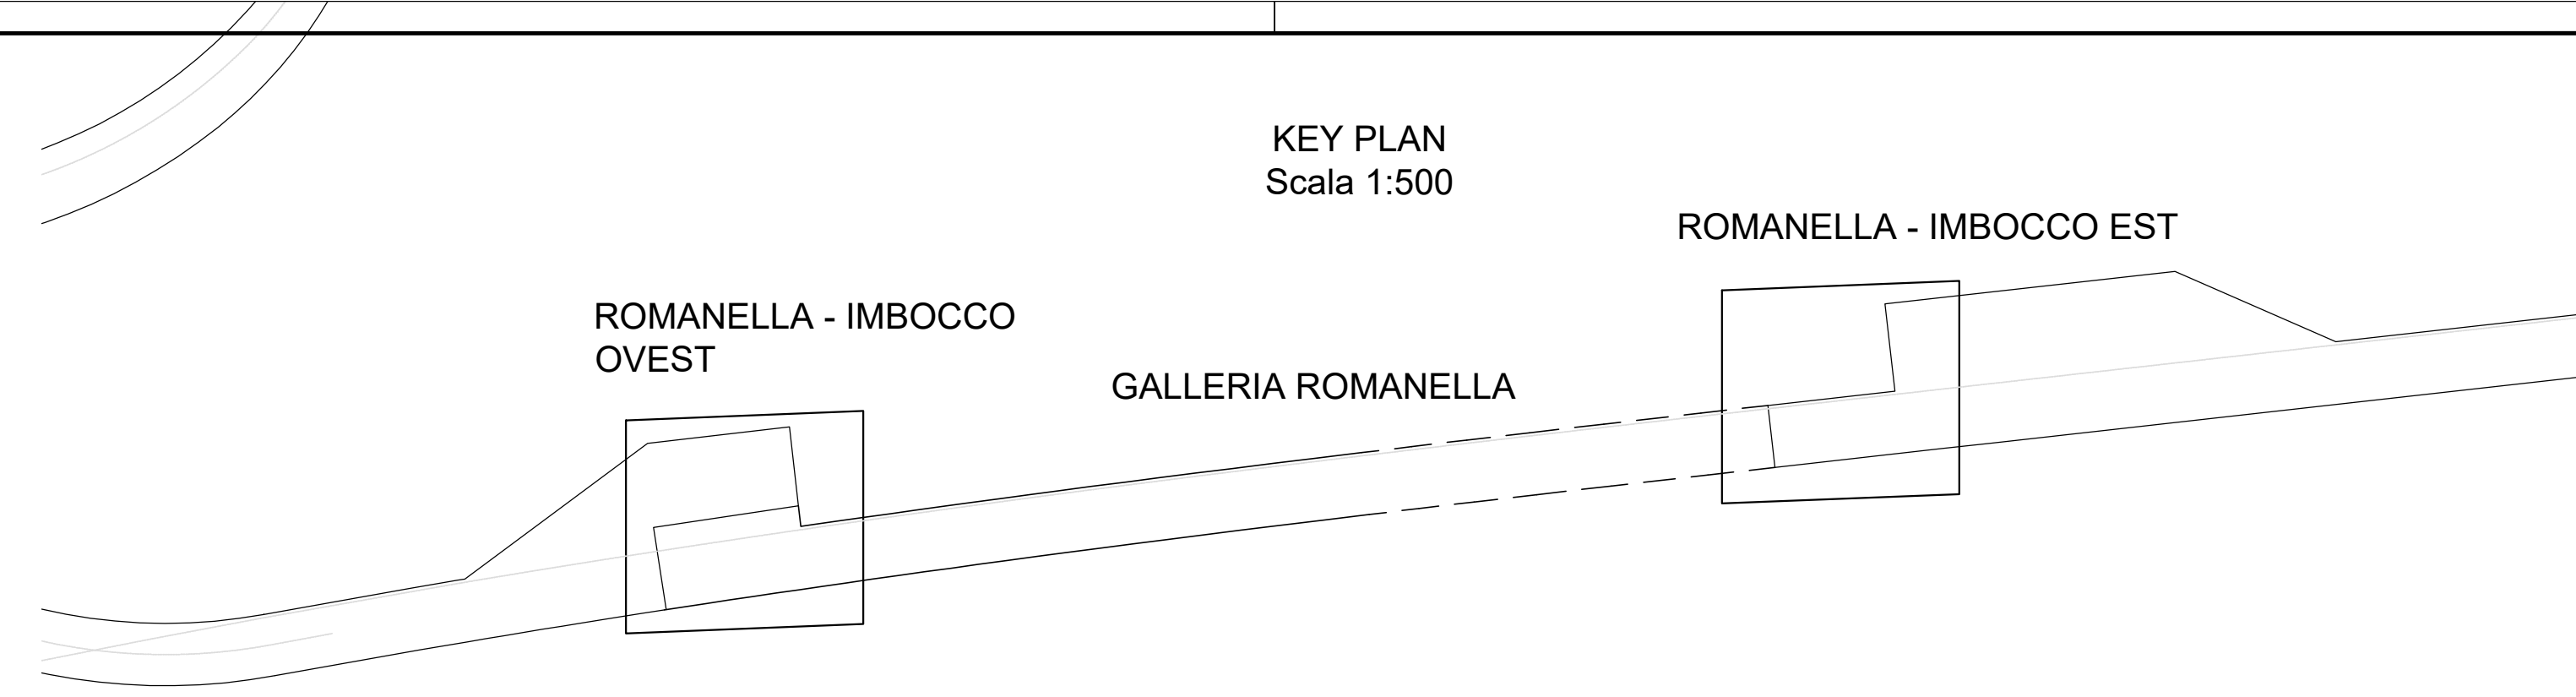 KEY PLAN
Scala 1:500
ROMANELLA - IMBOCCO EST
ROMANELLA - IMBOCCO
OVEST
GALLERIA ROMANELLA